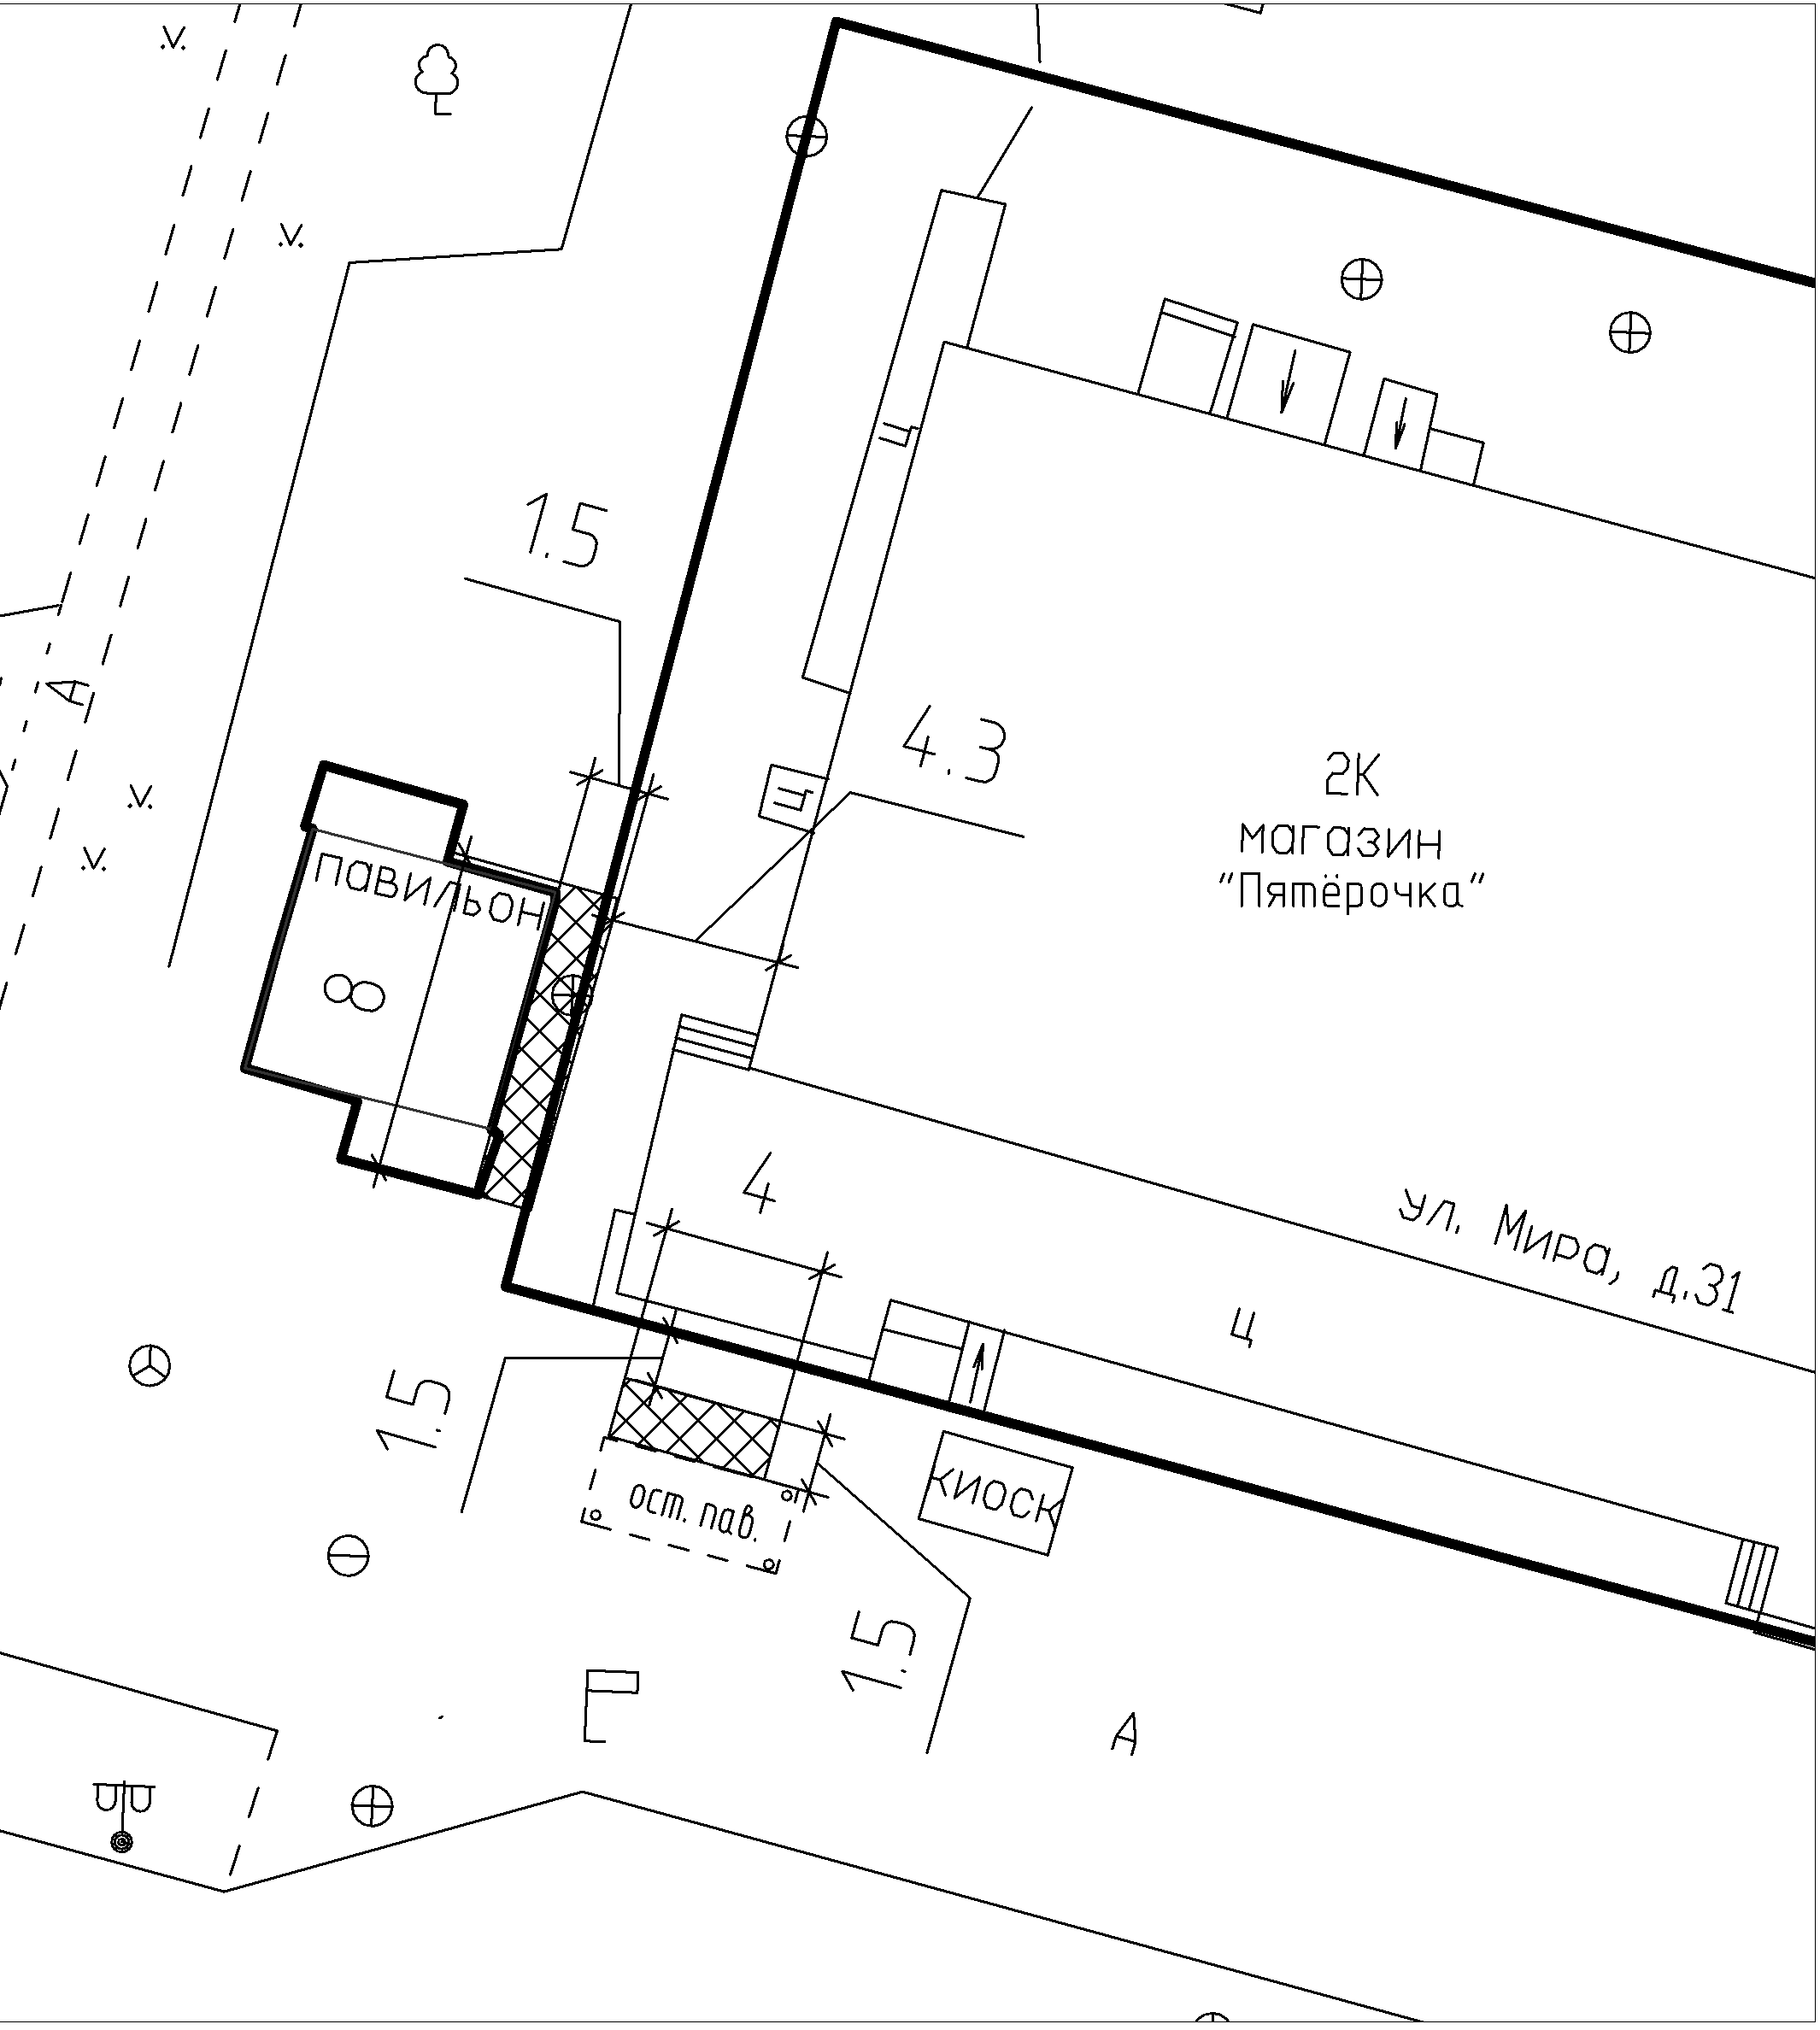 1.5
Ц
А
4.3
Ц
2К
магазин
"Пятёрочка"
павильон
8
4
ул. Мира, д.31
Ц
1.5
киоск
ост. пав.
1.5
А